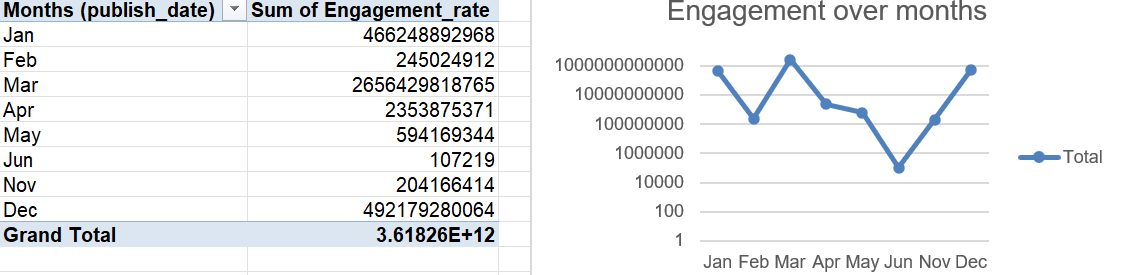 Months (publish_date) Sum of Engagement_rate
Jan 466248892968
Feb 245024912
Mar 2656429818765
Apr 2353875371
May 594169344
Jun 107219
Nov 204166414
Dec 492179280064
Grand Total 3.61826E+12
Engagement over months
1000000000000
10000000000
100000000
1000000
10000
100
1
Jan Feb Mar Apr May Jun Nov Dec
Total